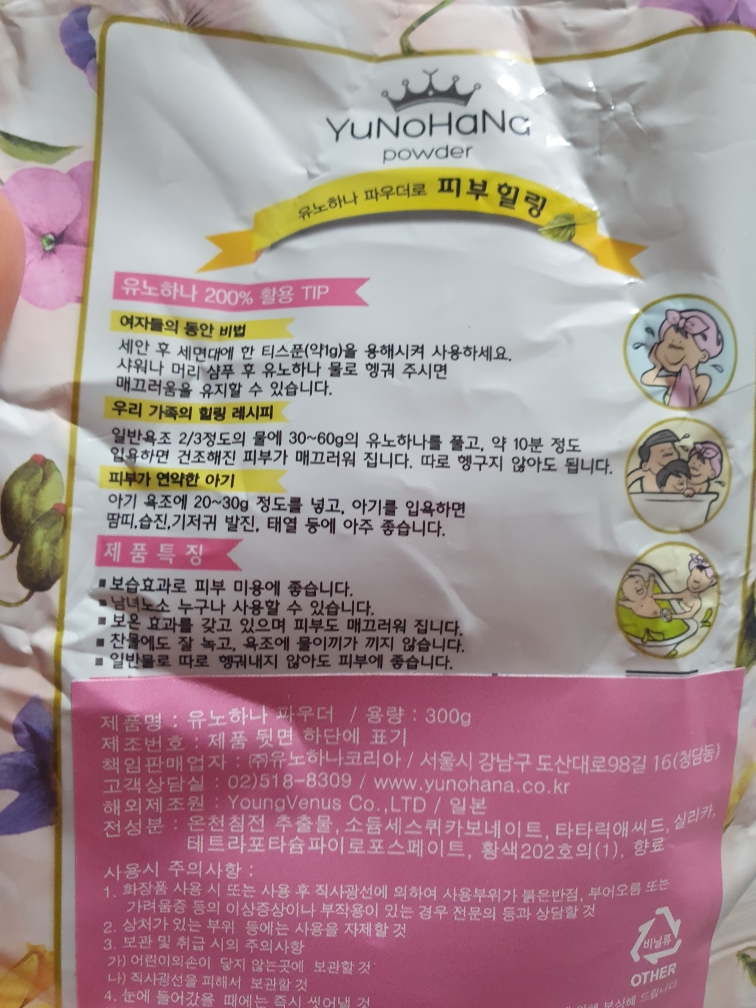 YuNoHaNa
powder
유노하나 파우더로 피부힐링
유노하나 200% 활용 TIP
여자들의 동안 비법
세안 후 세면대에 한 티스푼(약1g)을 용해시켜 사용하세요.
샤워나 머리 샴푸 후 유노하나 물로 헹궈 주시면
매끄러움을 유지할 수 있습니다.
우리 가족의 힐링 레시피
일반욕조 2/3정도의 물에 30~60g의 유노하나를 풀고, 약 10분 정도
입욕하면 건조해진 피부가 매끄러워 집니다. 따로 헹구지 않아도 됩니다.
피부가 연약한 아기
아기 욕조에 20~30g 정도를 넣고, 아기를 입욕하면
땀띠,습진,기저귀 발진, 태열 등에 아주 좋습니다.
제품특징
■ 보습효과로 피부 미용에 좋습니다.
■ 남녀노소 누구나 사용할 수 있습니다.
■ 보온 효과를 갖고 있으며 피부도 매끄러워 집니다.
■ 찬물에도 잘 녹고, 욕조에 물이끼가 끼지 않습니다.
■ 일반물로 따로 헹궈내지 않아도 피부에 좋습니다.
제품명 : 유노하나 파우더 / 용량 : 300g
제조번호 : 제품 뒷면 하단에 표기
책임판매업자 : ㈜유노하나코리아 / 서울시 강남구 도산대로98길 16(청담동)
고객상담실 : 02)518-8309 / www.yunohana.co.kr
해외제조원 : YoungVenus Co.,LTD / 일본
전성분 : 온천침전 추출물, 소듐세스퀴카보네이트, 타타릭애씨드, 실리카,
테트라포타슘파이로포스페이트, 황색202호의(1), 향료
사용시 주의사항 :
1. 화장품 사용 시 또는 사용 후 직사광선에 의하여 사용부위가 붉은반점, 부어오름 또는
가려움증 등의 이상증상이나 부작용이 있는 경우 전문의 등과 상담할 것
2. 상처가 있는 부위 등에는 사용을 자제할 것
3. 보관 및 취급 시의 주의사항
가) 어린이의손이 닿지 않는곳에 보관할 것
나) 직사광선을 피해서 보관할 것
4. 눈에 들어갔을 때에는 즉시 씻어낼 것
비닐류
OTHER
보상해 드립니다